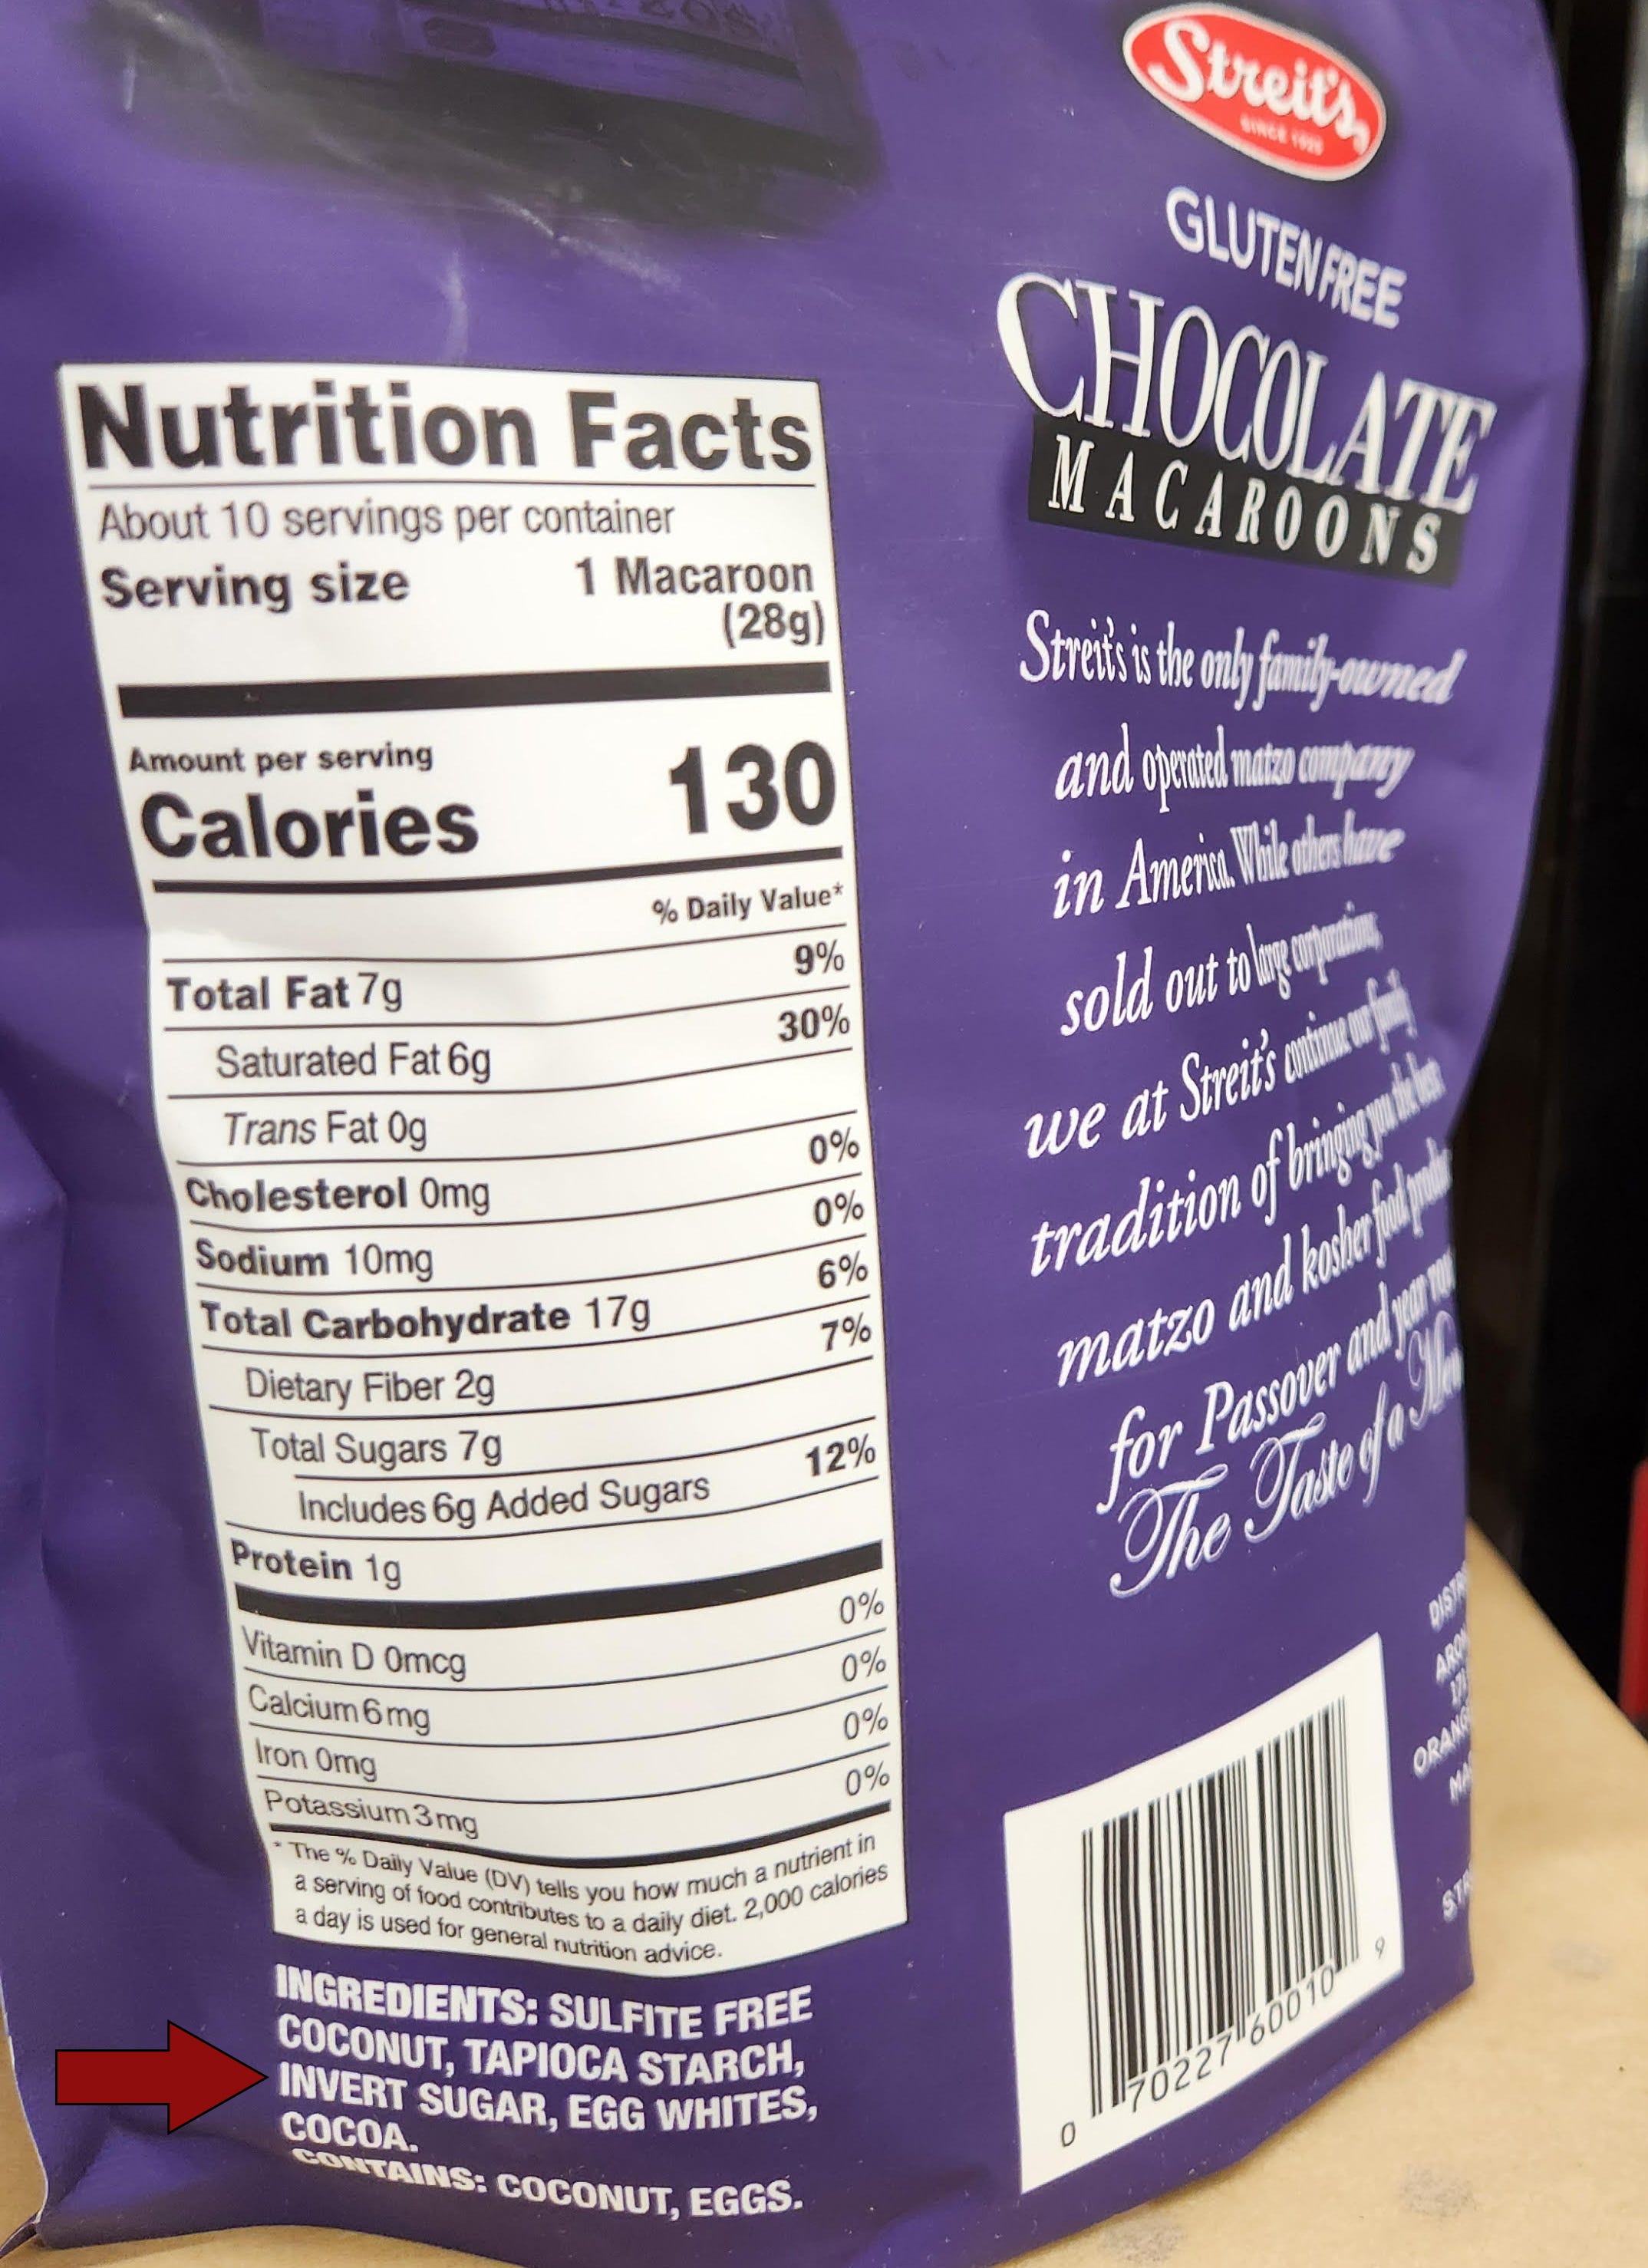 Streit's
SINCE 1925
GLUTEN FREE
CHOCOLATE
MACAROONS
Streit's is the only family-owned
and operated matzo company
in America. While others have
sold out to large corporations,
we at Streit's continue our family
tradition of bringing you the best
matzo and kosher food
for Passover and year
The Taste of a
Nutrition Facts
About 10 servings per container
Serving size 1 Macaroon
(28g)
Amount per serving
Calories 130
% Daily Value*
Total Fat 7g 9%
Saturated Fat 6g 30%
Trans Fat 0g
Cholesterol 0mg 0%
Sodium 10mg 0%
Total Carbohydrate 17g 6%
Dietary Fiber 2g 7%
Total Sugars 7g
Includes 6g Added Sugars 12%
Protein 1g
Vitamin D 0mcg 0%
Calcium 6mg 0%
Iron 0mg 0%
Potassium 3mg 0%
* The % Daily Value (DV) tells you how much a nutrient in
a serving of food contributes to a daily diet. 2,000 calories
a day is used for general nutrition advice.
INGREDIENTS: SULFITE FREE
COCONUT, TAPIOCA STARCH,
INVERT SUGAR, EGG WHITES,
COCOA.
CONTAINS: COCONUT, EGGS.
0 70227 60010 9